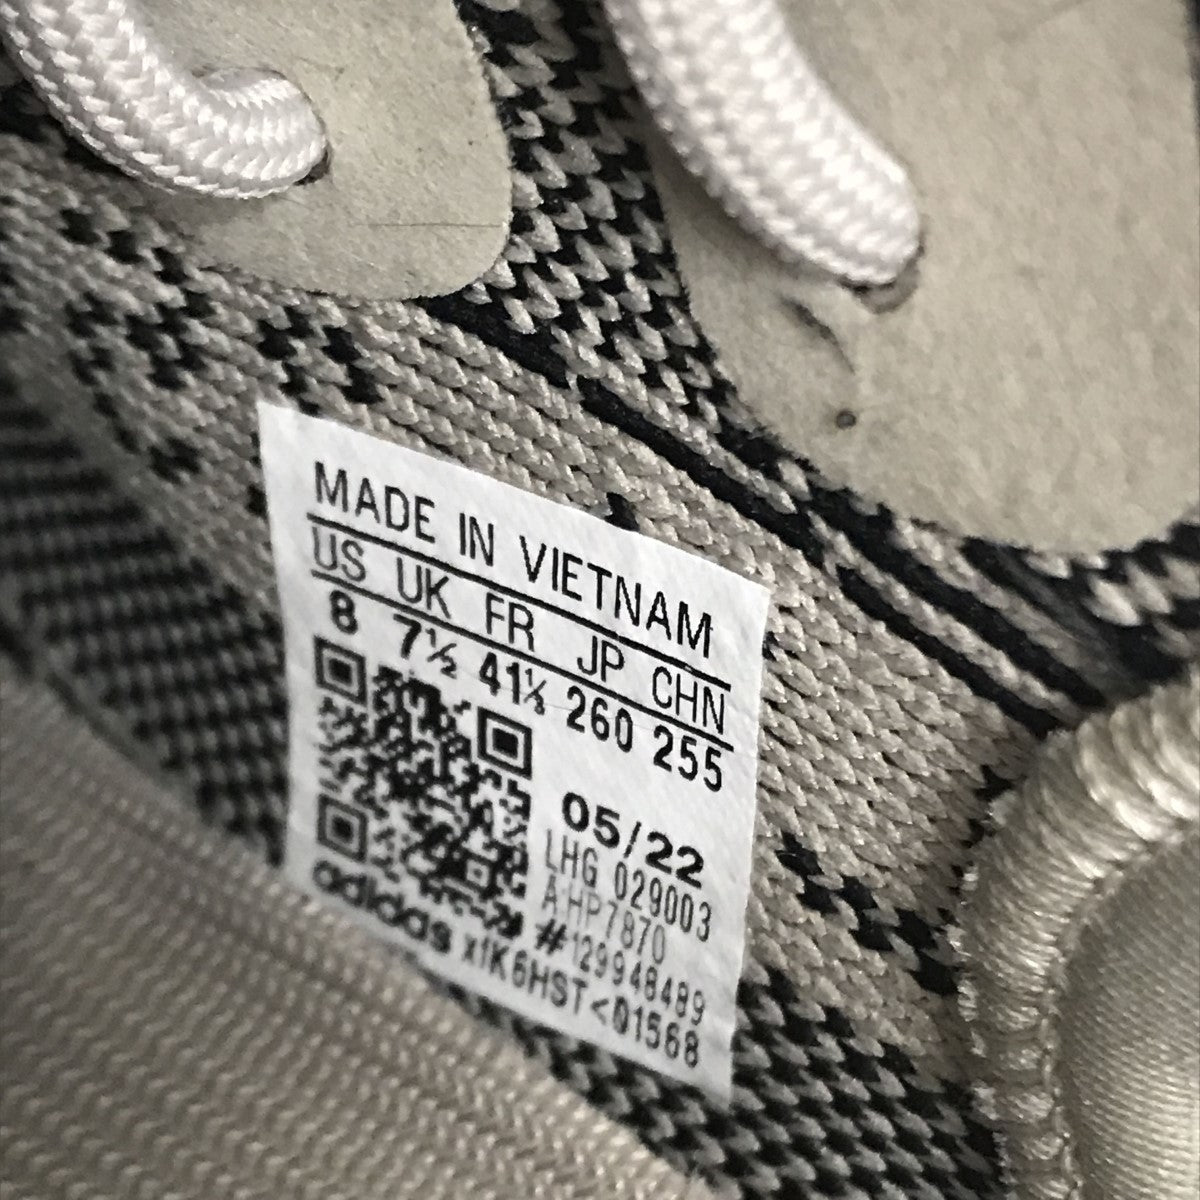 MADE IN VIETNAM
US UK FR JP CHN
8 7½ 41⅓ 260 255
05/22
LHG 029003
A:HP7870
#129948489
adidas x1K6HST<01568